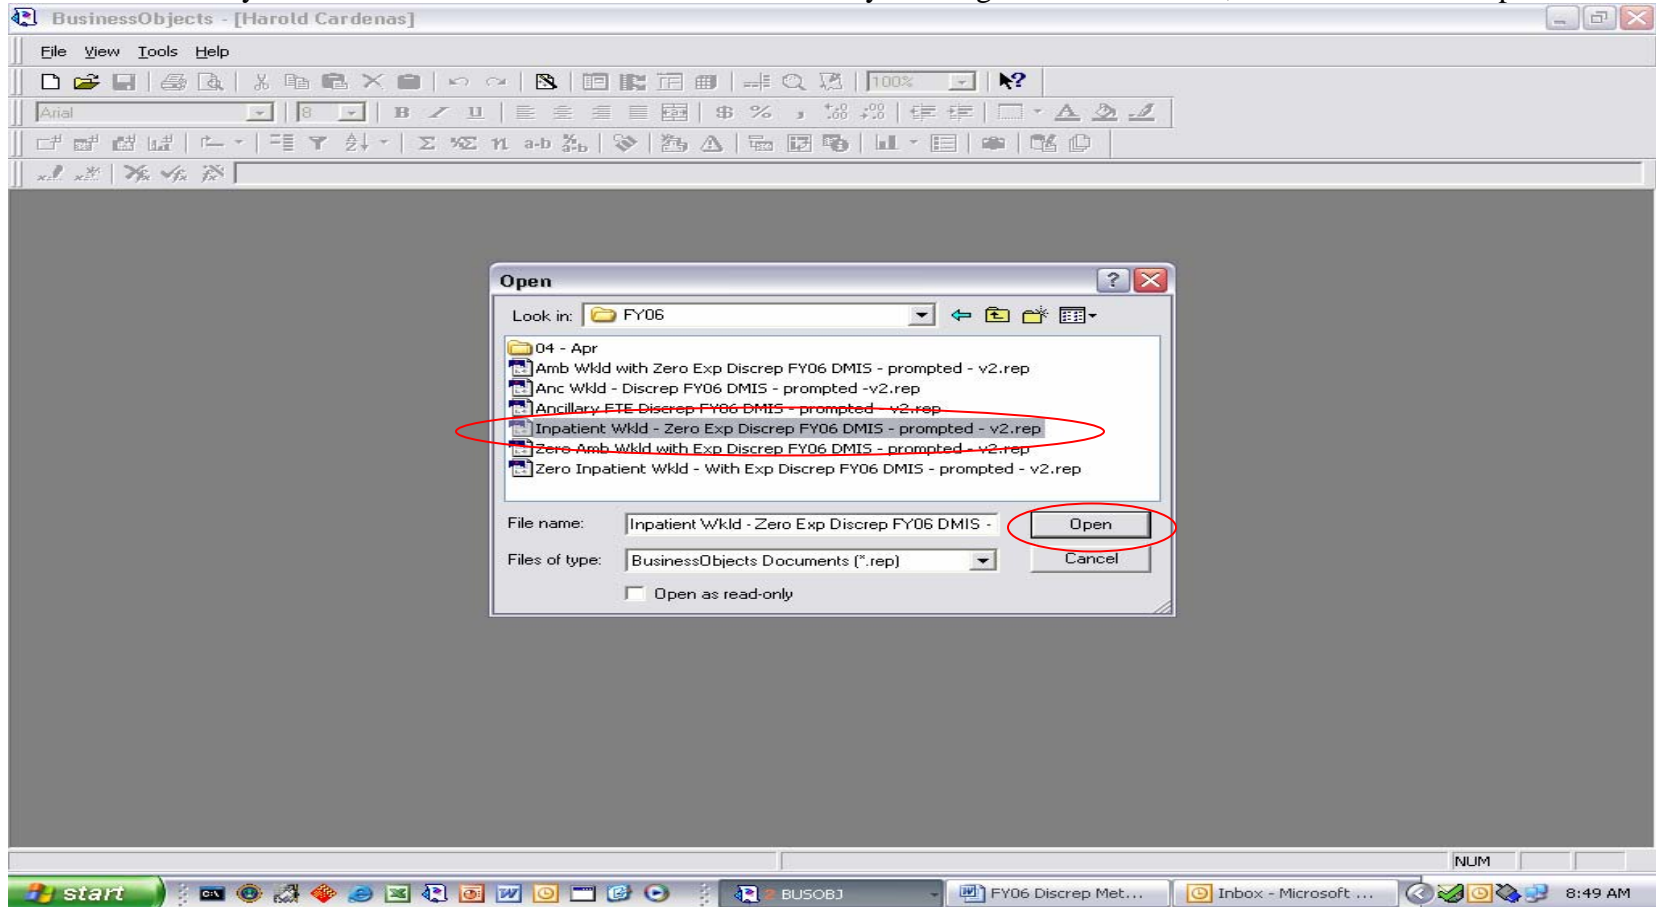 BusinessObjects - [Harold Cardenas]
File View Tools Help
100%
Arial 8 B U $ %
a-b
Open
Look in: FY06
04 - Apr
Amb Wkld with Zero Exp Discrep FY06 DMIS - prompted - v2.rep
Anc Wkld - Discrep FY06 DMIS - prompted -v2.rep
Ancillary FTE Discrep FY06 DMIS - prompted - v2.rep
Inpatient Wkld - Zero Exp Discrep FY06 DMIS - prompted - v2.rep
Zero Amb Wkld with Exp Discrep FY06 DMIS - prompted - v2.rep
Zero Inpatient Wkld - With Exp Discrep FY06 DMIS - prompted - v2.rep
File name: Inpatient Wkld - Zero Exp Discrep FY06 DMIS - Open
Files of type: BusinessObjects Documents (*.rep) Cancel
Open as read-only
NUM
start 2 BUSOBJ FY06 Discrep Met... Inbox - Microsoft ... 8:49 AM